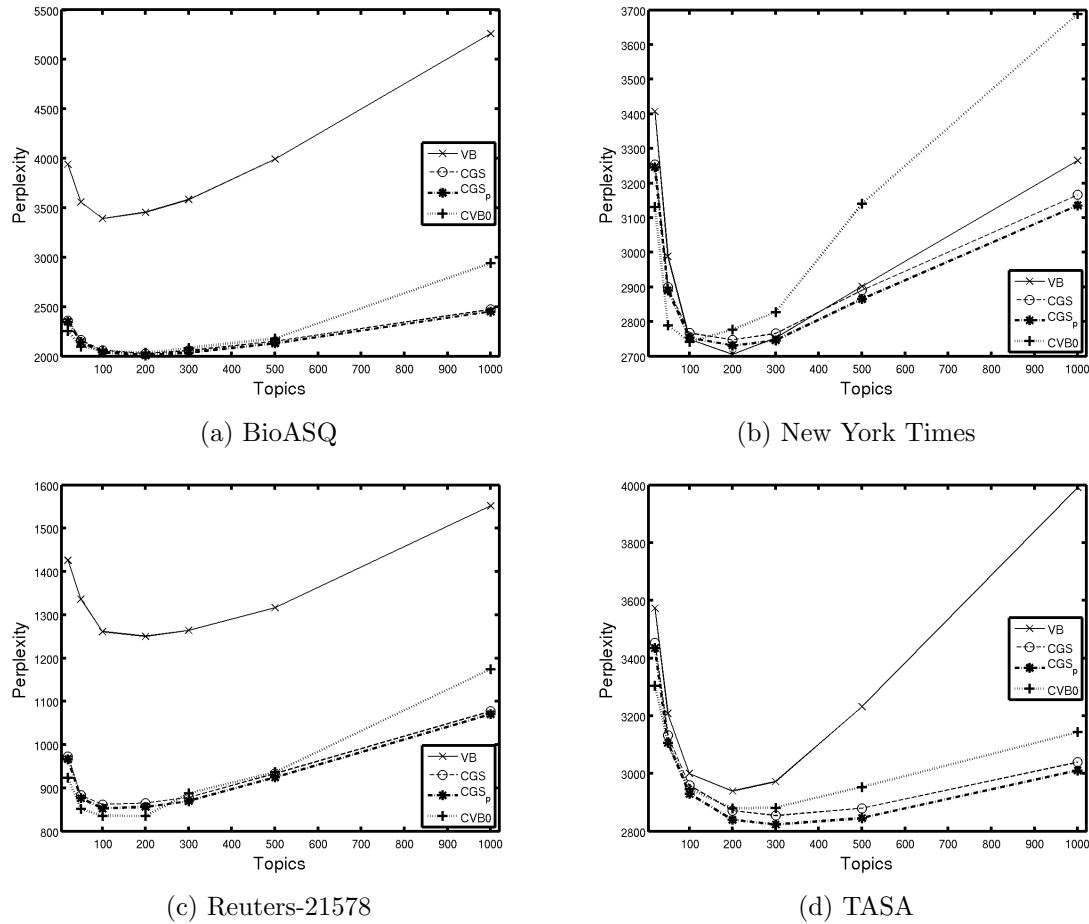 5500
5000
4500
4000
3500
3000
2500
2000
Perplexity
VB
CGS
CGSp
CVB0
100 200 300 400 500 600 700 800 900 1000
Topics
(a) BioASQ
3700
3600
3500
3400
3300
3200
3100
3000
2900
2800
2700
Perplexity
VB
CGS
CGSp
CVB0
100 200 300 400 500 600 700 800 900 1000
Topics
(b) New York Times
1600
1500
1400
1300
1200
1100
1000
900
800
Perplexity
VB
CGS
CGSp
CVB0
100 200 300 400 500 600 700 800 900 1000
Topics
(c) Reuters-21578
4000
3800
3600
3400
3200
3000
2800
Perplexity
VB
CGS
CGSp
CVB0
100 200 300 400 500 600 700 800 900 1000
Topics
(d) TASA